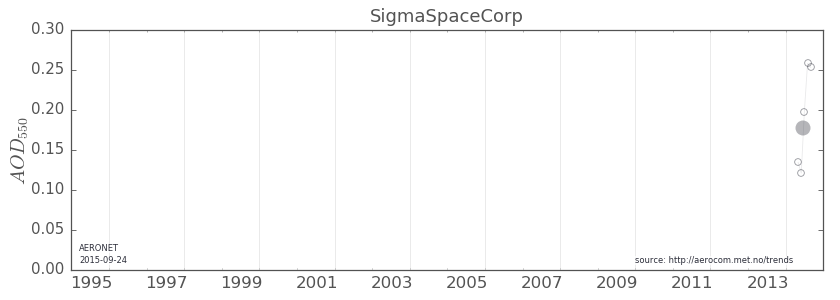 SigmaSpaceCorp
0.30
0.25
0.20
0.15
0.10
0.05
0.00
AOD550
AERONET
2015-09-24
source: http://aerocom.met.no/trends
1995 1997 1999 2001 2003 2005 2007 2009 2011 2013